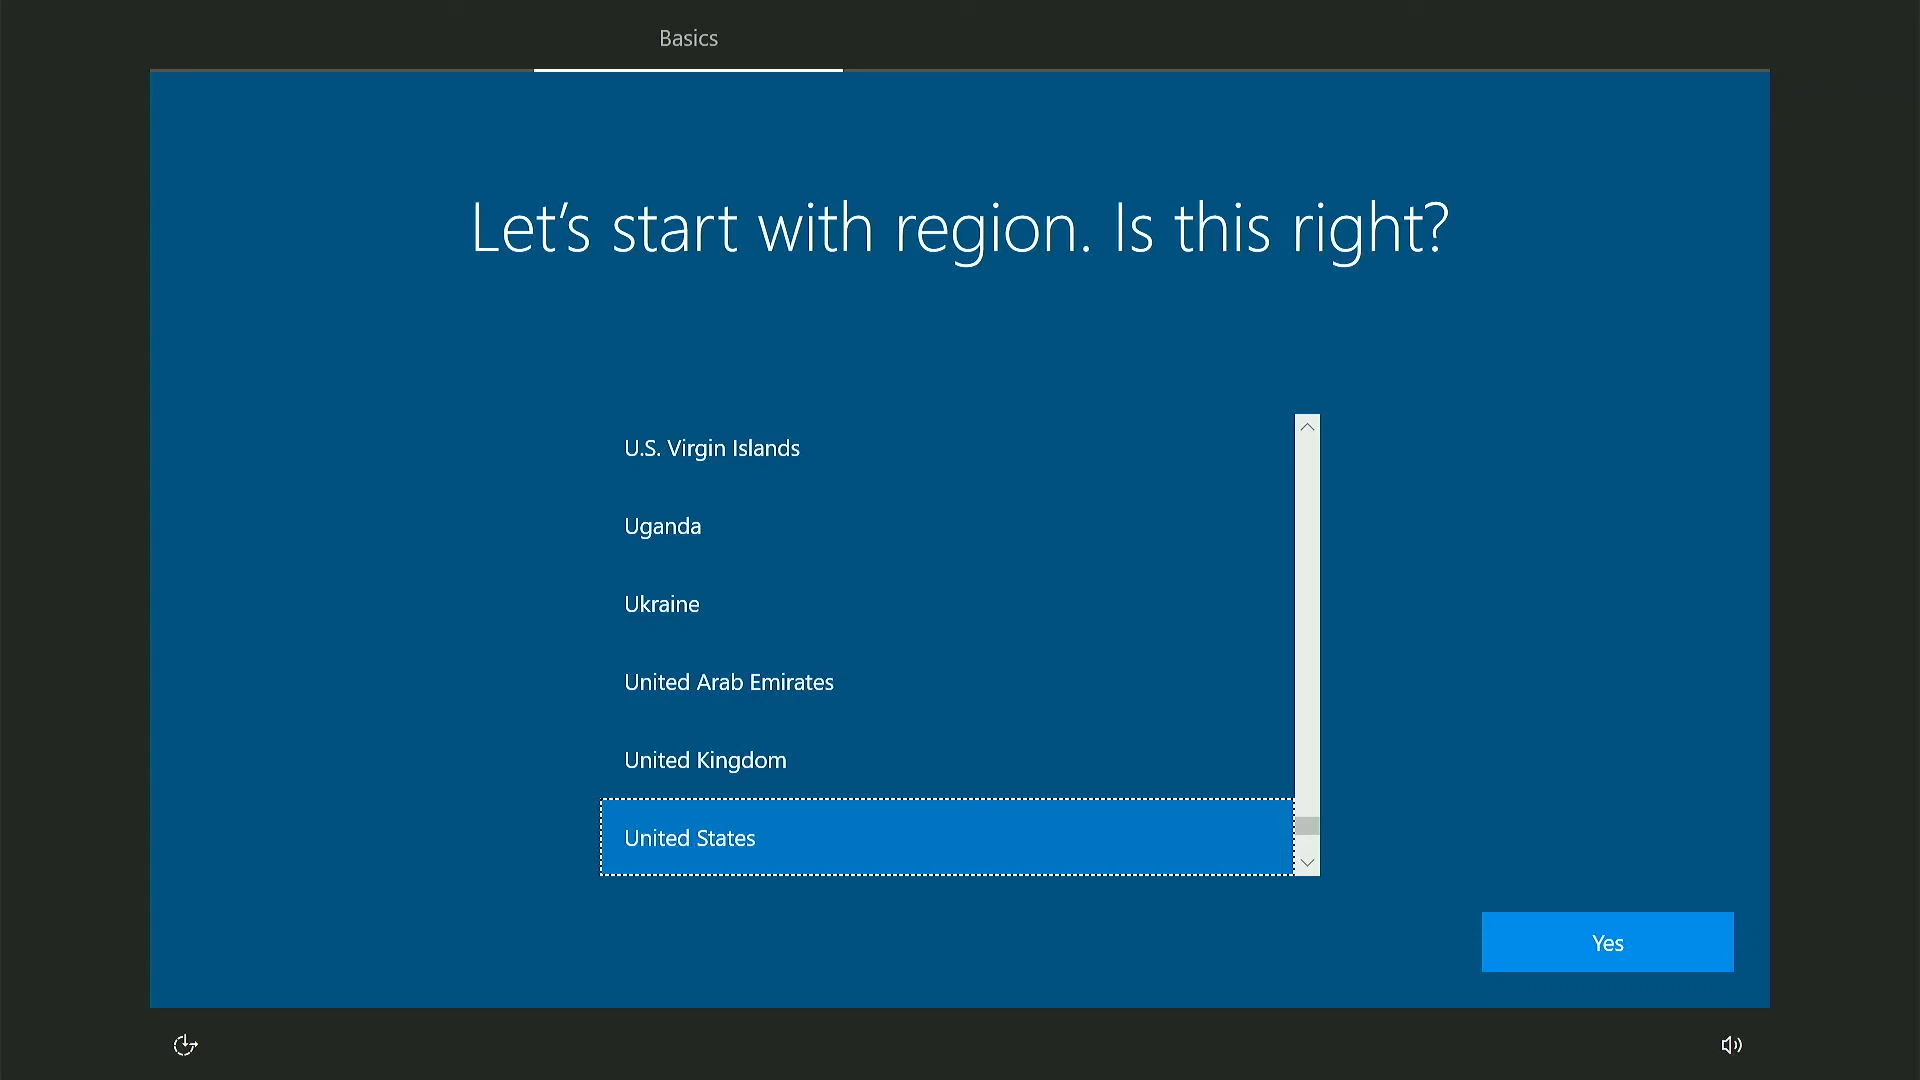 Basics
Let's start with region. Is this right?
U.S. Virgin Islands
Uganda
Ukraine
United Arab Emirates
United Kingdom
United States
Yes